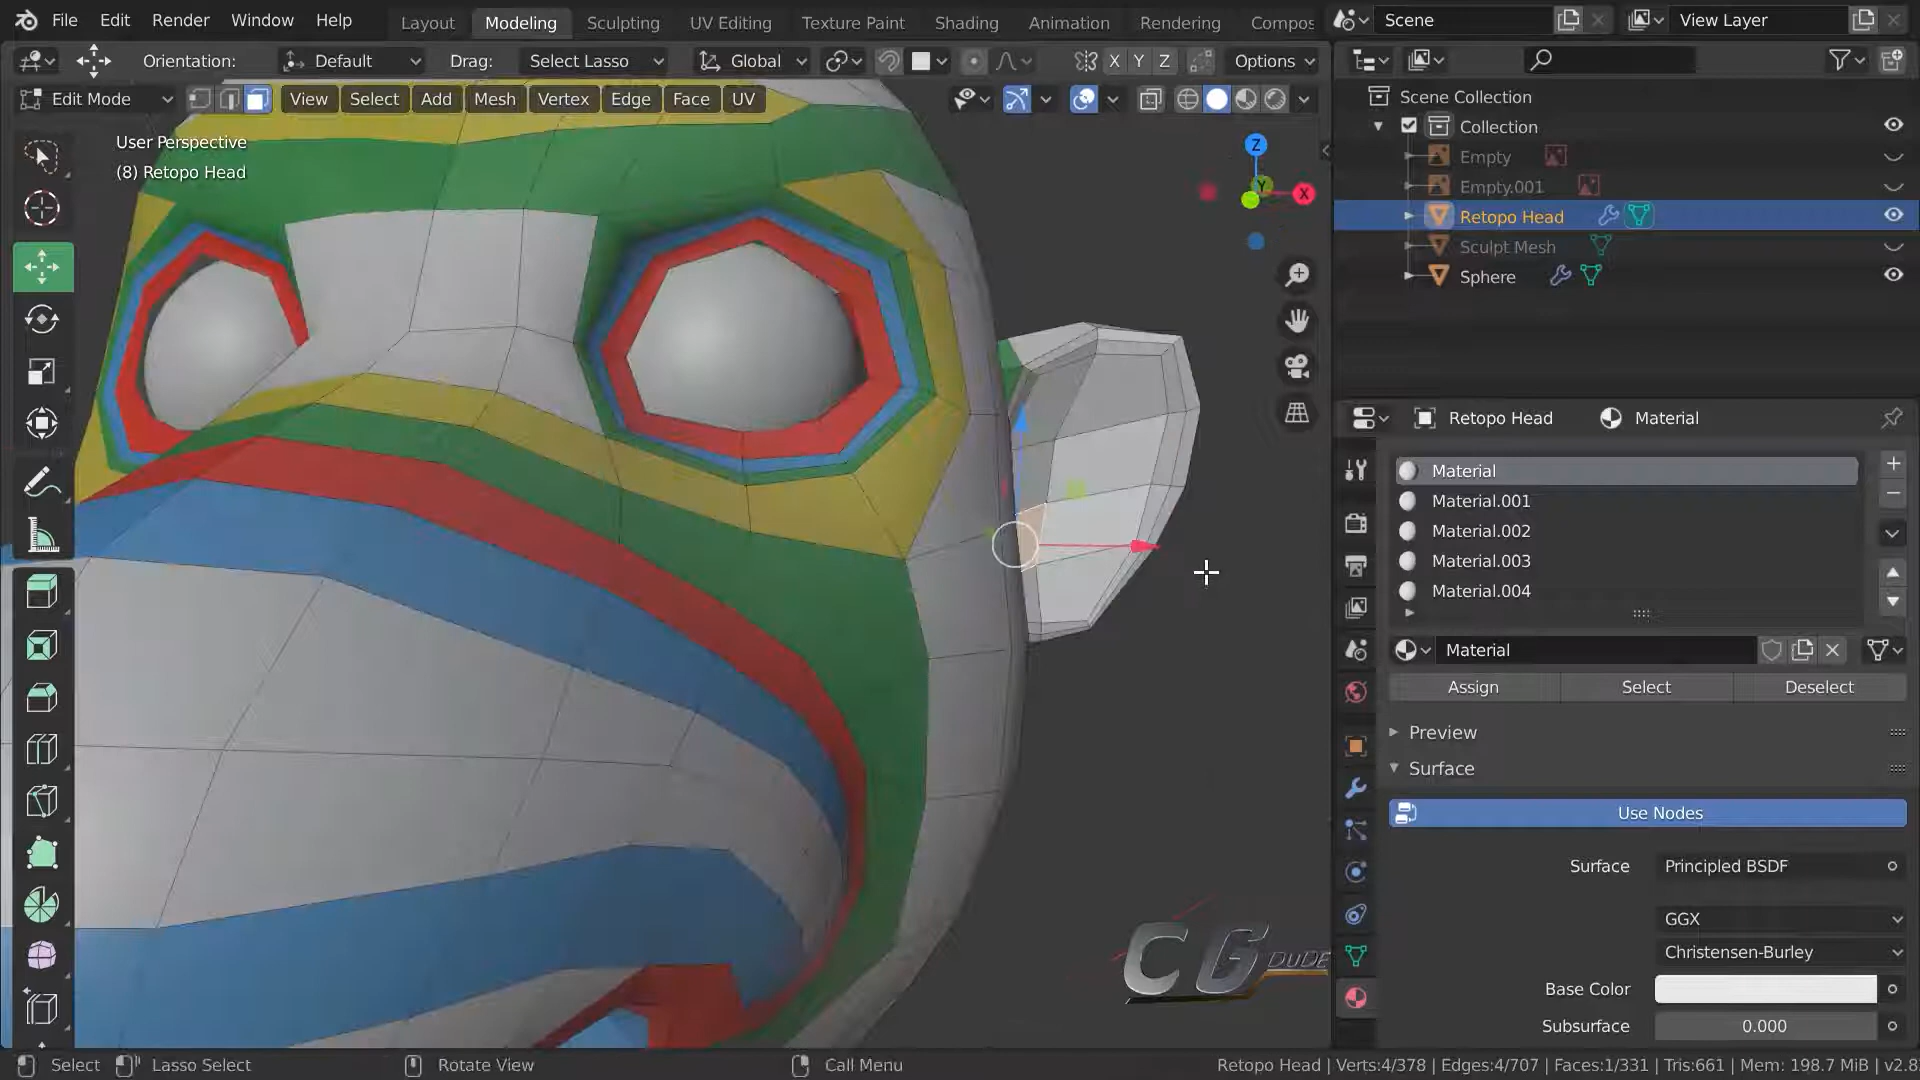 File Edit Render Window Help
Layout Modeling Sculpting UV Editing Texture Paint Shading Animation Rendering Compos
Scene
View Layer
Orientation: Default Drag: Select Lasso Global X Y Z Options
Edit Mode View Select Add Mesh Vertex Edge Face UV
User Perspective
(8) Retopo Head
Z
Y
X
Scene Collection
Collection
Empty
Empty.001
Retopo Head
Sculpt Mesh
Sphere
Retopo Head Material
Material
Material.001
Material.002
Material.003
Material.004
Material
Assign Select Deselect
Preview
Surface
Use Nodes
Surface Principled BSDF
GGX
Christensen-Burley
Base Color
Subsurface 0.000
CG DUDE
Select Lasso Select Rotate View Call Menu
Retopo Head | Verts:4/378 | Edges:4/707 | Faces:1/331 | Tris:661 | Mem: 198.7 MiB | v2.8